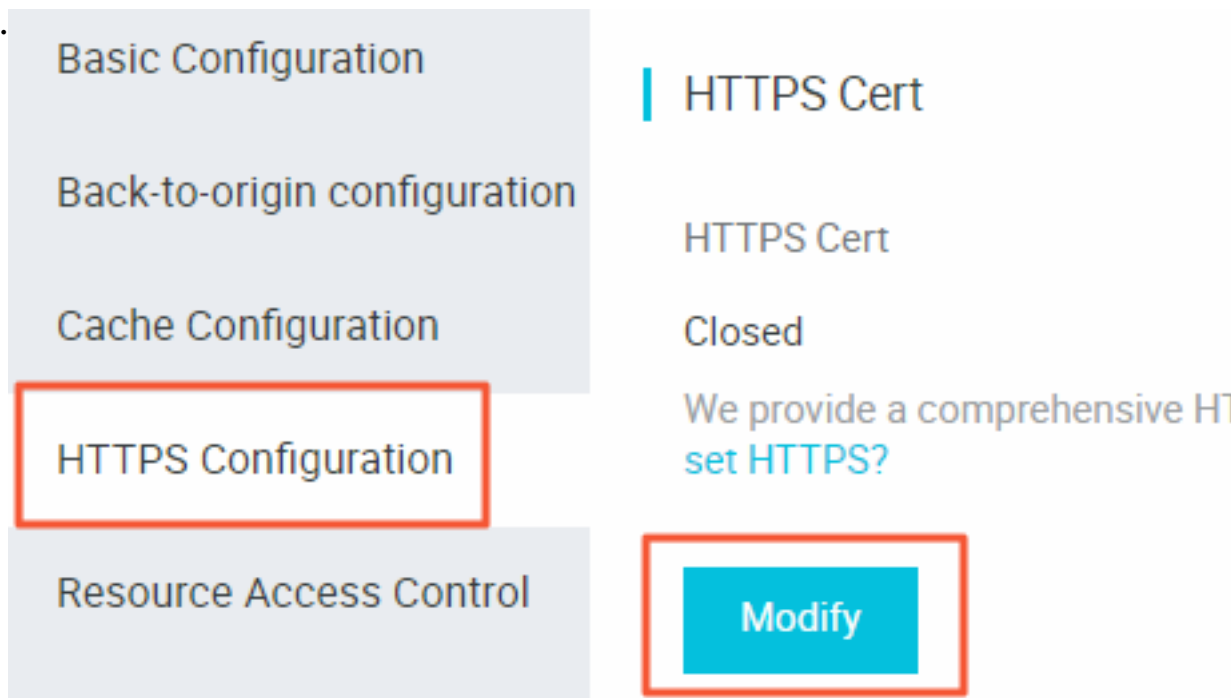 Basic Configuration
Back-to-origin configuration
Cache Configuration
HTTPS Configuration
Resource Access Control
HTTPS Cert
HTTPS Cert
Closed
We provide a comprehensive
set HTTPS?
Modify